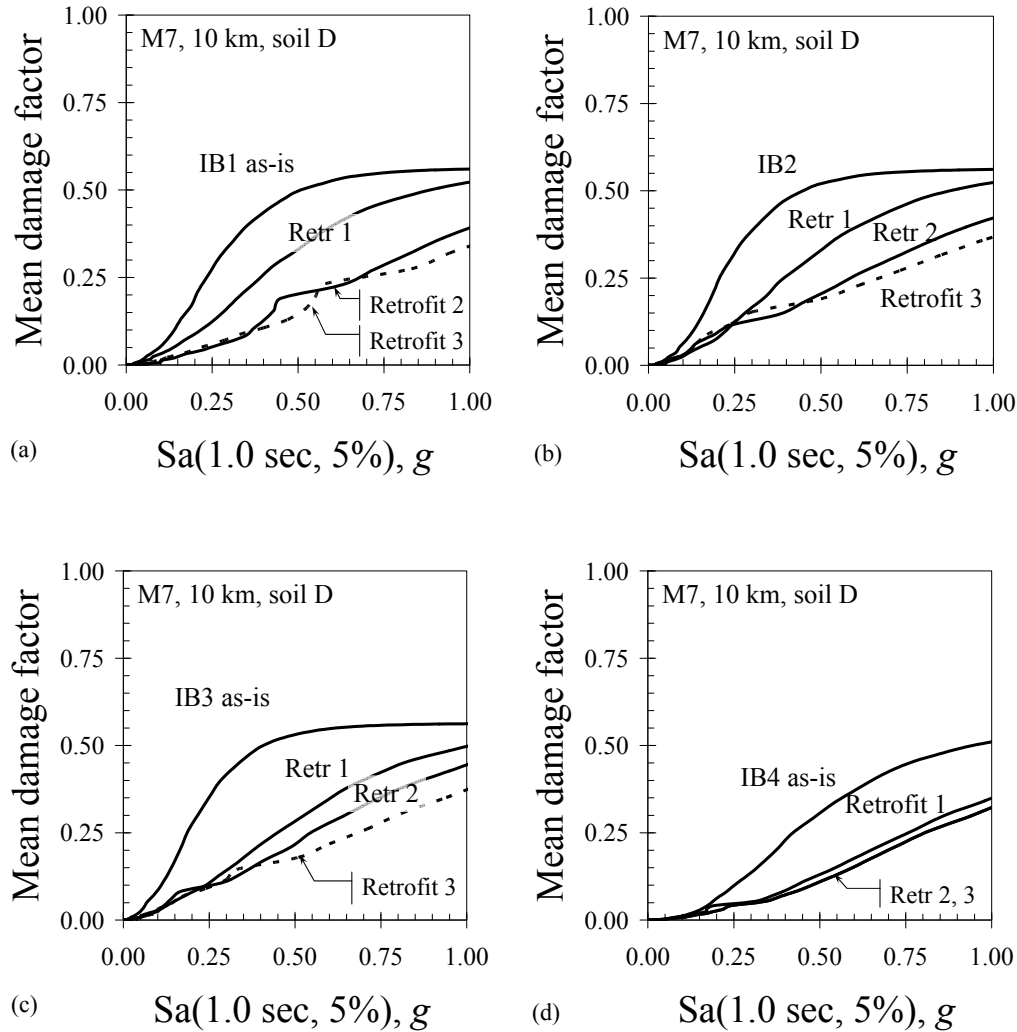 Mean damage factor
1.00
0.75
0.50
0.25
0.00
M7, 10 km, soil D
IB1 as-is
Retr 1
Retrofit 2
Retrofit 3
0.00 0.25 0.50 0.75 1.00
(a)
Sa(1.0 sec, 5%), g
Mean damage factor
1.00
0.75
0.50
0.25
0.00
M7, 10 km, soil D
IB2
Retr 1
Retr 2
Retrofit 3
0.00 0.25 0.50 0.75 1.00
(b)
Sa(1.0 sec, 5%), g
Mean damage factor
1.00
0.75
0.50
0.25
0.00
M7, 10 km, soil D
IB3 as-is
Retr 1
Retr 2
Retrofit 3
0.00 0.25 0.50 0.75 1.00
(c)
Sa(1.0 sec, 5%), g
Mean damage factor
1.00
0.75
0.50
0.25
0.00
M7, 10 km, soil D
IB4 as-is
Retrofit 1
Retr 2, 3
0.00 0.25 0.50 0.75 1.00
(d)
Sa(1.0 sec, 5%), g